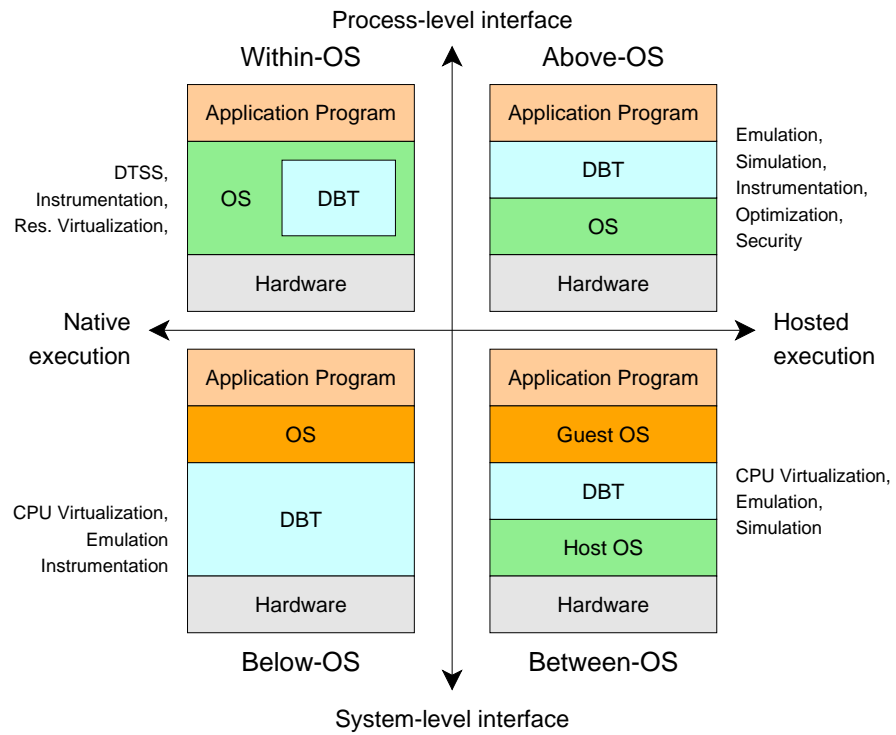 Process-level interface
Within-OS
Above-OS
Application Program
DTSS,
Instrumentation,
Res. Virtualization,
OS
DBT
Hardware
Application Program
DBT
OS
Hardware
Emulation,
Simulation,
Instrumentation,
Optimization,
Security
Native
execution
Hosted
execution
Application Program
OS
CPU Virtualization,
Emulation
Instrumentation
DBT
Hardware
Application Program
Guest OS
DBT
Host OS
Hardware
CPU Virtualization,
Emulation,
Simulation
Below-OS
Between-OS
System-level interface